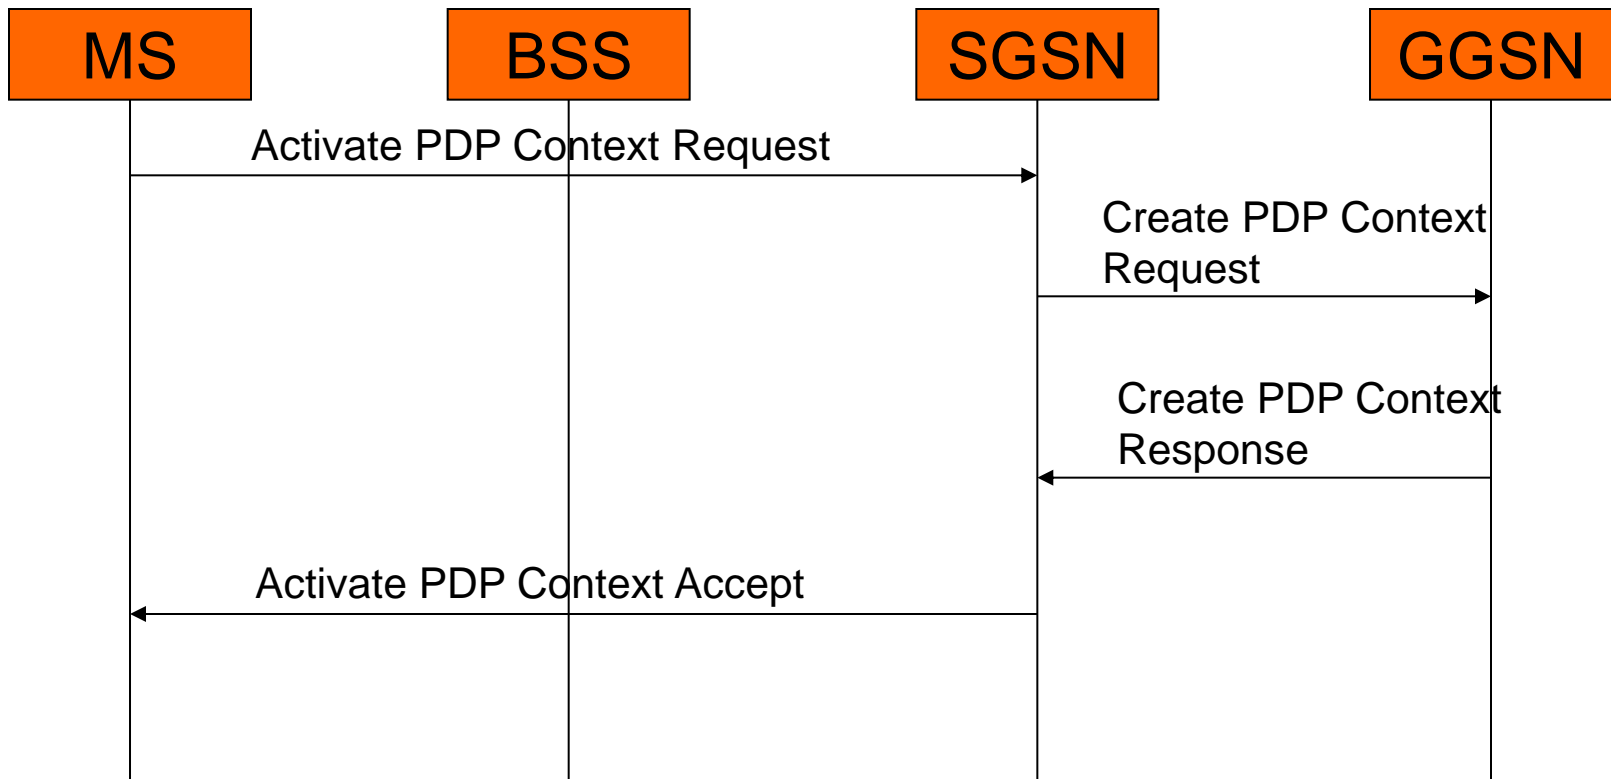 MS
BSS
SGSN
GGSN
Activate PDP Context Request
Create PDP Context
Request
Create PDP Context
Response
Activate PDP Context Accept